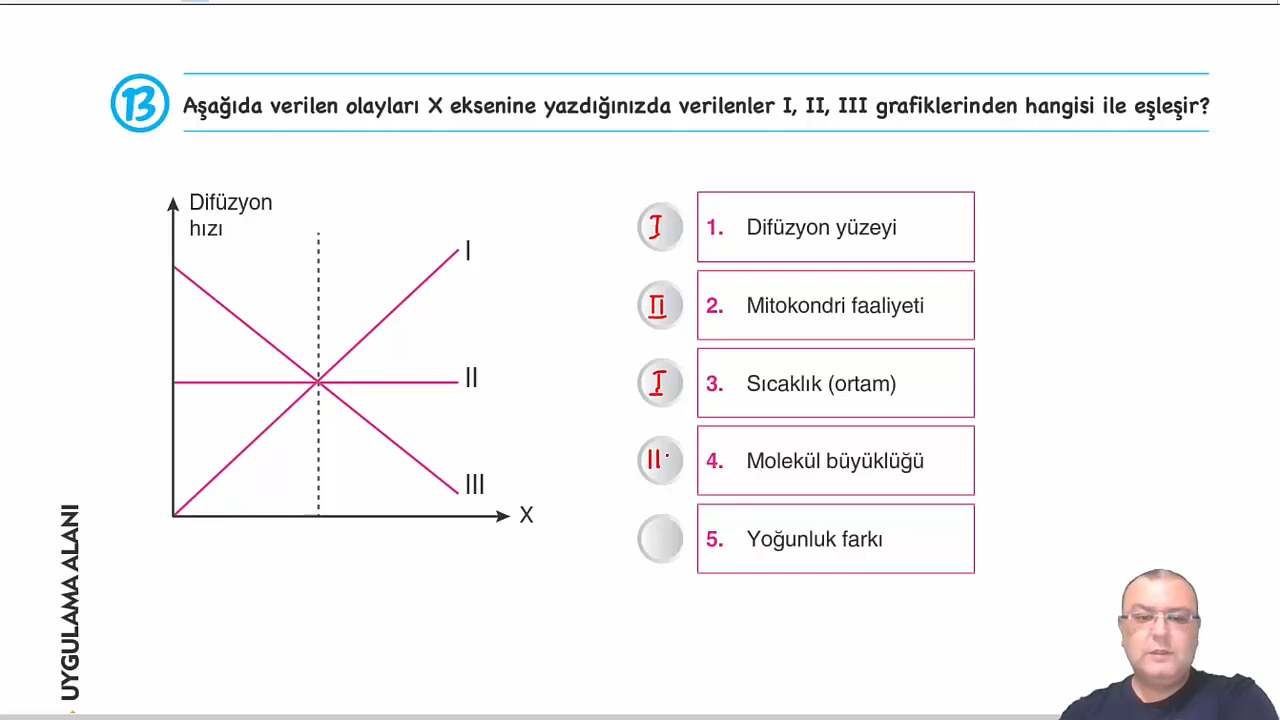 13 Aşağıda verilen olayları X eksenine yazdığınızda verilenler I, II, III grafiklerinden hangisi ile eşleşir?
Difüzyon
hızı
I
II
III
X
I 1. Difüzyon yüzeyi
II 2. Mitokondri faaliyeti
I 3. Sıcaklık (ortam)
II 4. Molekül büyüklüğü
5. Yoğunluk farkı
UYGULAMA ALANI